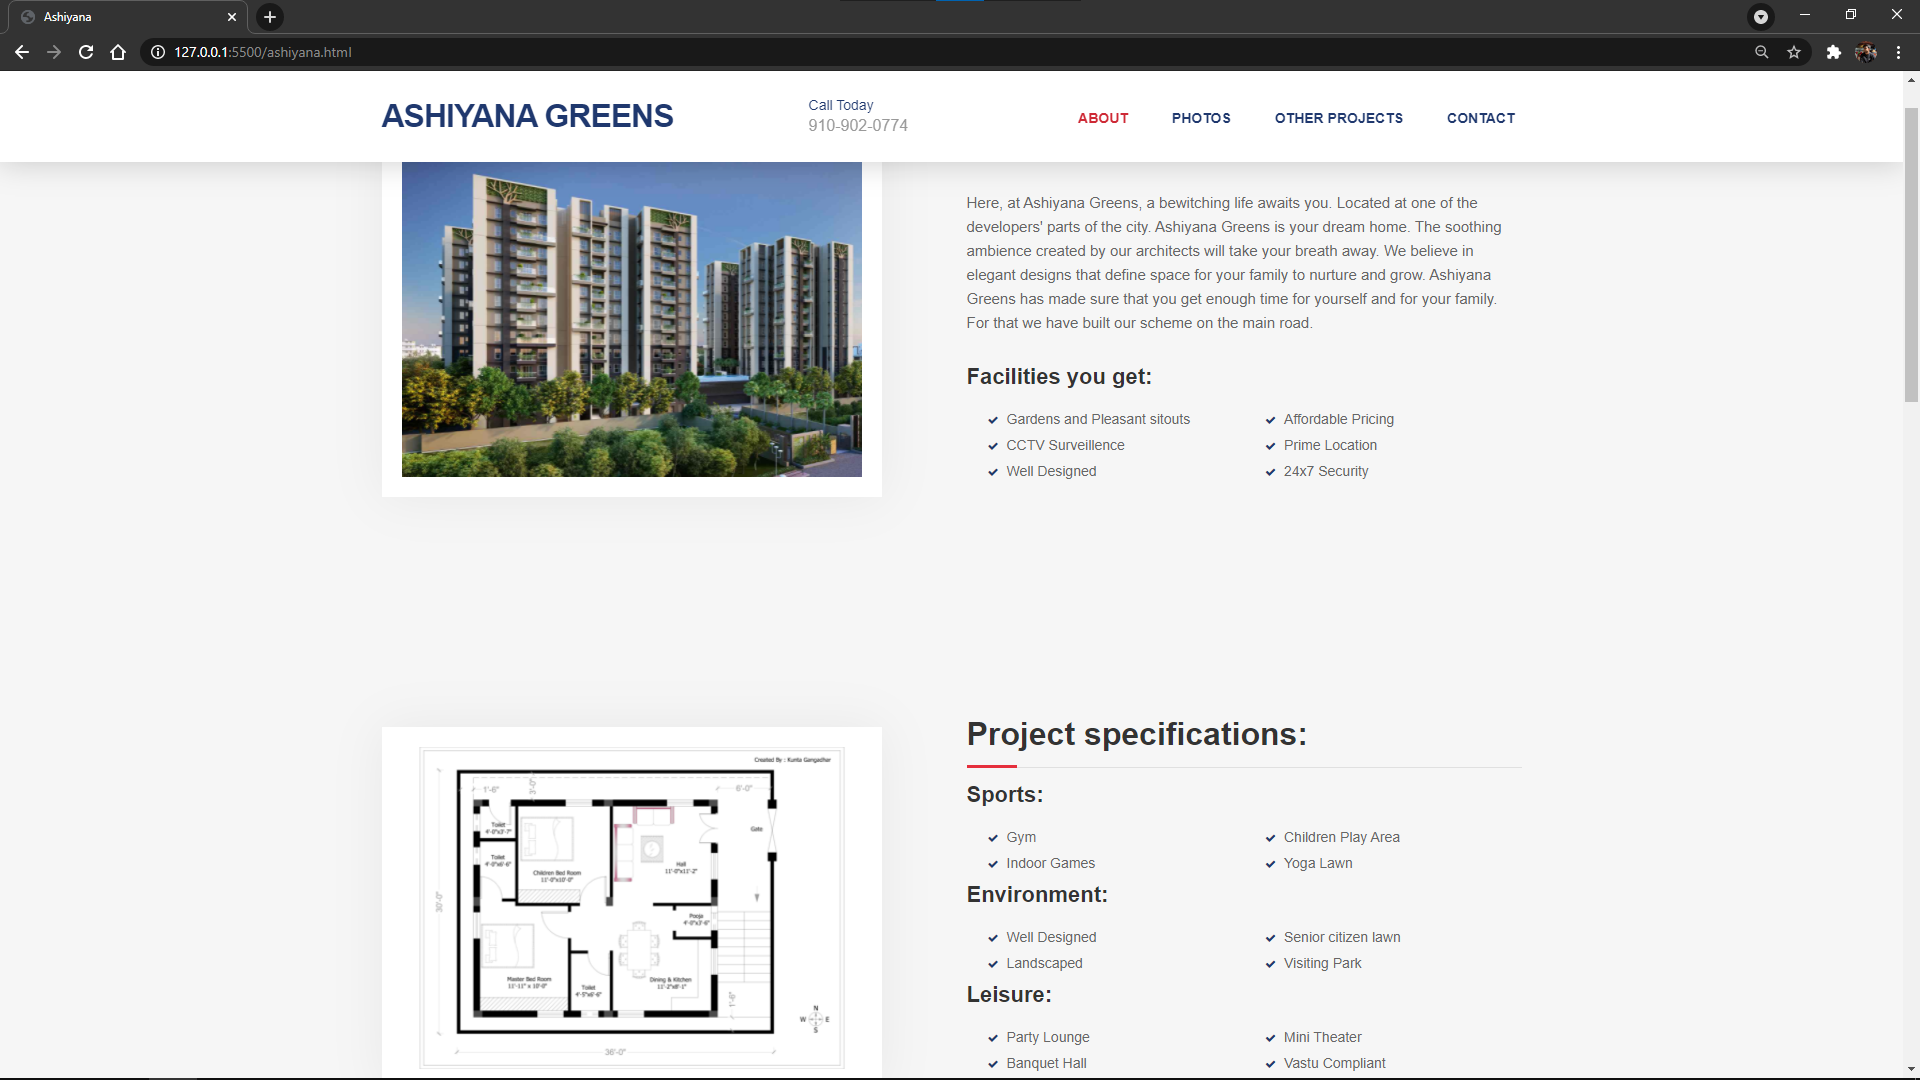 Ashiyana
127.0.0.1:5500/ashiyana.html
ASHIYANA GREENS
Call Today
910-902-0774
ABOUT
PHOTOS
OTHER PROJECTS
CONTACT
Here, at Ashiyana Greens, a bewitching life awaits you. Located at one of the
developers' parts of the city. Ashiyana Greens is your dream home. The soothing
ambience created by our architects will take your breath away. We believe in
elegant designs that define space for your family to nurture and grow. Ashiyana
Greens has made sure that you get enough time for yourself and for your family.
For that we have built our scheme on the main road.
Facilities you get:
Gardens and Pleasant sitouts
Affordable Pricing
CCTV Surveillence
Prime Location
Well Designed
24x7 Security
Created By : Kunta Gangadhar
1'-6"
3'-0"
6'-0"
Toilet
4'-0"x3'-7"
Gate
Toilet
4'-0"x6'-6"
Children Bed Room
11'-0"x10'-0"
Hall
11'-0"x11'-2"
30'-0"
Pooja
4'-0"x3'-6"
Master Bed Room
11'-11" x 10'-0"
Toilet
4'-5"x6'-6"
Dining & Kitchen
11'-2"x8'-1"
1'-6"
N
W E
S
36'-0"
Project specifications:
Sports:
Gym
Children Play Area
Indoor Games
Yoga Lawn
Environment:
Well Designed
Senior citizen lawn
Landscaped
Visiting Park
Leisure:
Party Lounge
Mini Theater
Banquet Hall
Vastu Compliant